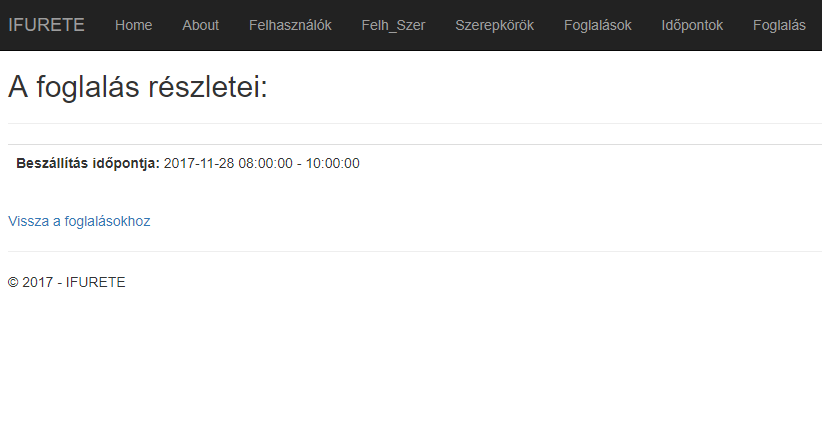 IFURETE Home About Felhasználók Felh_Szer Szerepkörök Foglalások Időpontok Foglalás
A foglalás részletei:
Beszállítás időpontja: 2017-11-28 08:00:00 - 10:00:00
Vissza a foglalásokhoz
© 2017 - IFURETE